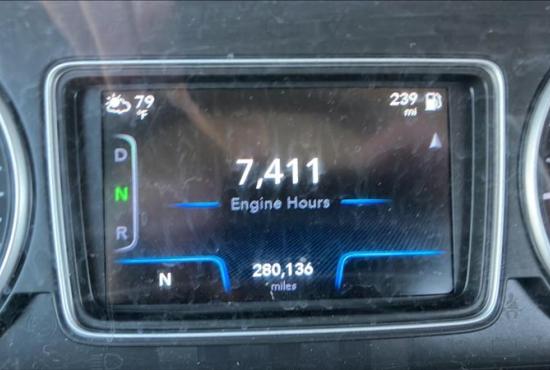 79
°F
239
mi
D
N
R
7,411
Engine Hours
N
280,136
miles